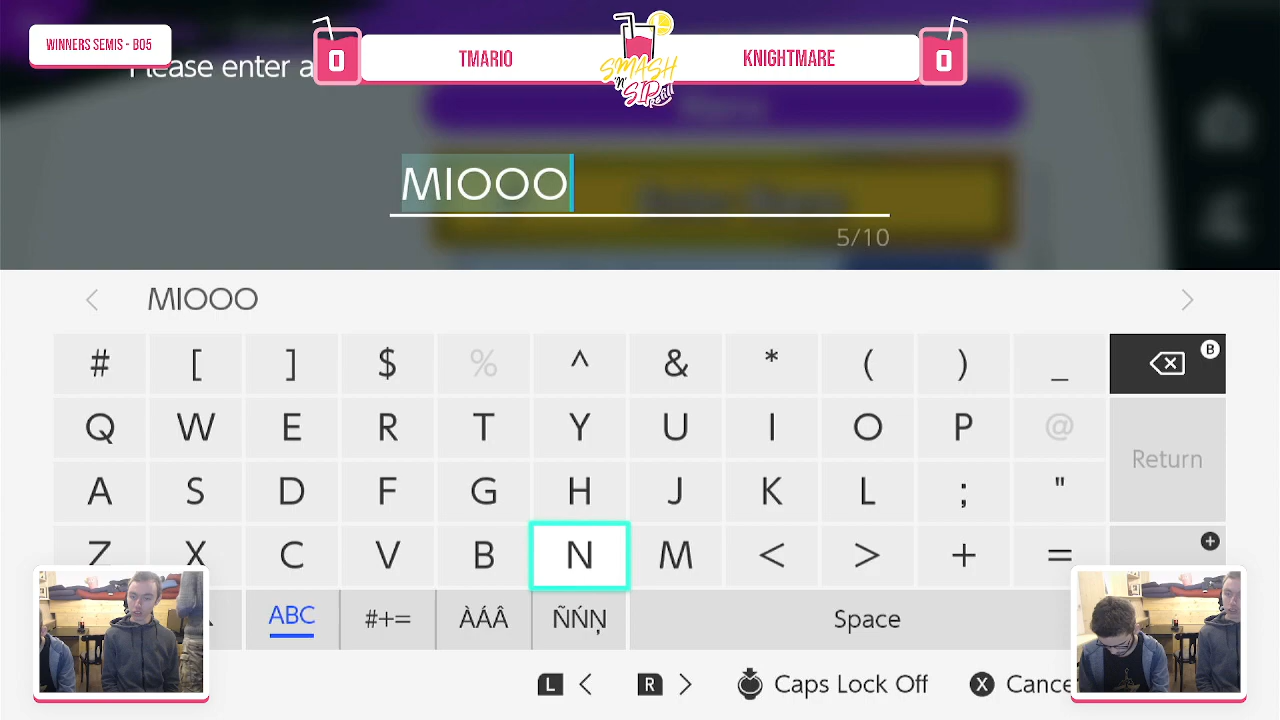 WINNERS SEMIS - BO5
0
TMARIO
SMASH
'N'
SIP
KNIGHTMARE
0
Please enter a
MIOOO
5/10
MIOOO
# [ ] $ % ^ & * ( ) _ B
Q W E R T Y U I O P @ Return
A S D F G H J K L ; "
Z X C V B N M < > + = +
ABC #+= ÀÁÂ ÑŃŅ Space
L < R > Caps Lock Off X Cance